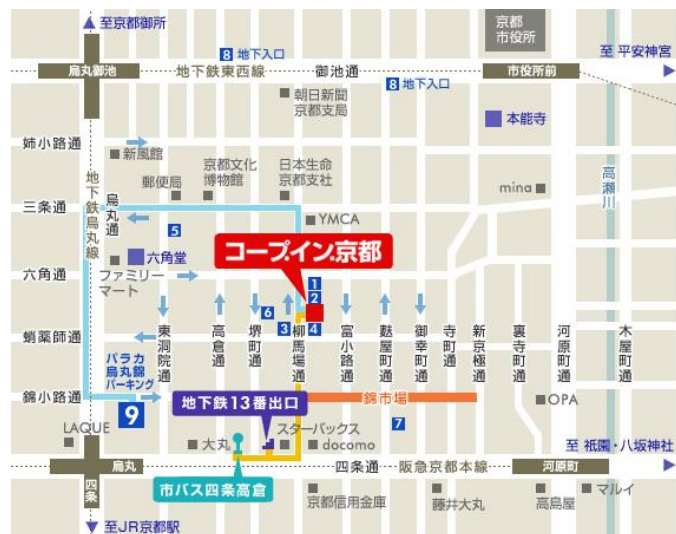 至京都御所
京都
市役所
8 地下入口
至 平安神宮
烏丸御池
地下鉄東西線
御池通
市役所前
8 地下入口
朝日新聞
京都支局
本能寺
姉小路通
新風館
京都文化
博物館
日本生命
京都支社
郵便局
mina
高瀬川
地下鉄烏丸線
烏丸通
三条通
YMCA
5
六角堂
コープイン京都
六角通
ファミリー
マート
1
2
6
3
4
蛸薬師通
東洞院通
高倉通
堺町通
柳馬場通
富小路通
麩屋町通
御幸町通
寺町通
新京極通
裏寺町通
河原町通
木屋町通
パラカ
烏丸錦
パーキング
錦小路通
9
地下鉄13番出口
錦市場
OPA
7
LAQUE
大丸
スターバックス
docomo
至 祇園・八坂神社
烏丸
四条
四条通
阪急京都本線
河原町
市バス四条高倉
京都信用金庫
藤井大丸
高島屋
マルイ
至JR京都駅